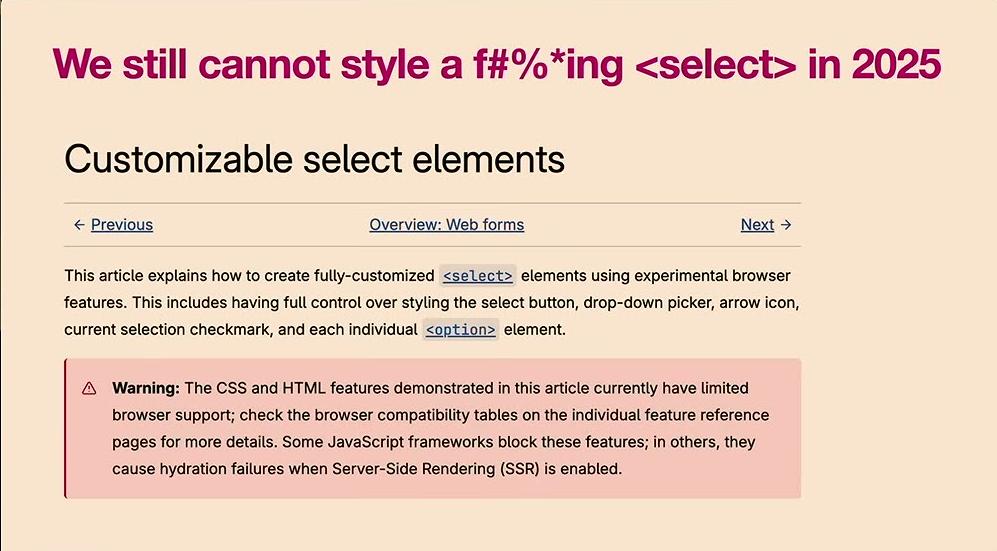 We still cannot style a f#%*ing <select> in 2025
Customizable select elements
← Previous Overview: Web forms Next →
This article explains how to create fully-customized <select> elements using experimental browser
features. This includes having full control over styling the select button, drop-down picker, arrow icon,
current selection checkmark, and each individual <option> element.
Warning: The CSS and HTML features demonstrated in this article currently have limited
browser support; check the browser compatibility tables on the individual feature reference
pages for more details. Some JavaScript frameworks block these features; in others, they
cause hydration failures when Server-Side Rendering (SSR) is enabled.